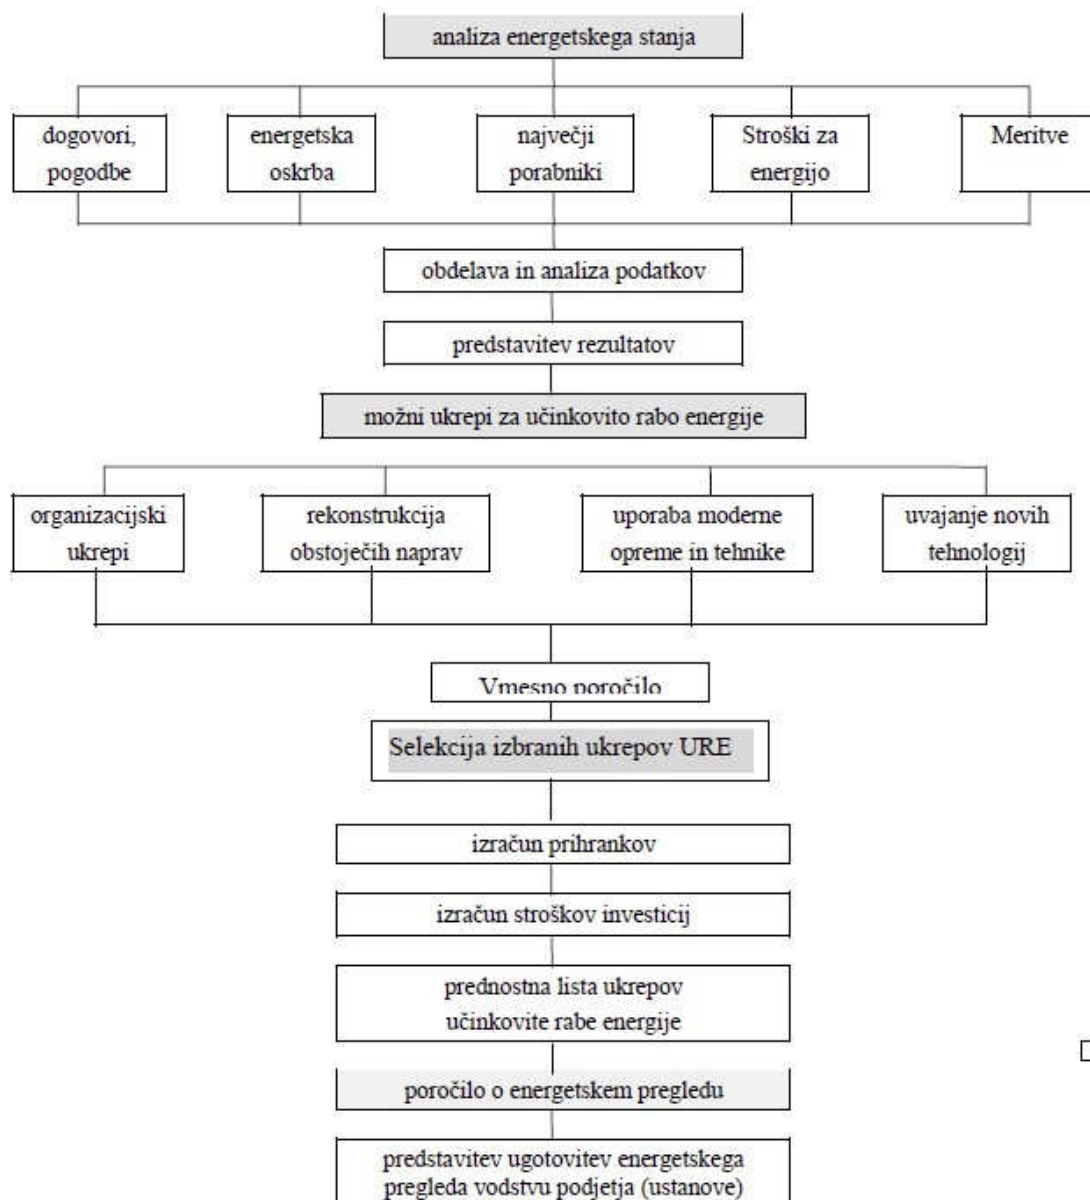 analiza energetskega stanja
dogovori,
pogodbe
energetska
oskrba
največji
porabniki
Stroški za
energijo
Meritve
obdelava in analiza podatkov
predstavitev rezultatov
možni ukrepi za učinkovito rabo energije
organizacijski
ukrepi
rekonstrukcija
obstoječih naprav
uporaba moderne
opreme in tehnike
uvajanje novih
tehnologij
Vmesno poročilo
Selekcija izbranih ukrepov URE
izračun prihrankov
izračun stroškov investicij
prednostna lista ukrepov
učinkovite rabe energije
poročilo o energetskem pregledu
predstavitev ugotovitev energetskega
pregleda vodstvu podjetja (ustanove)